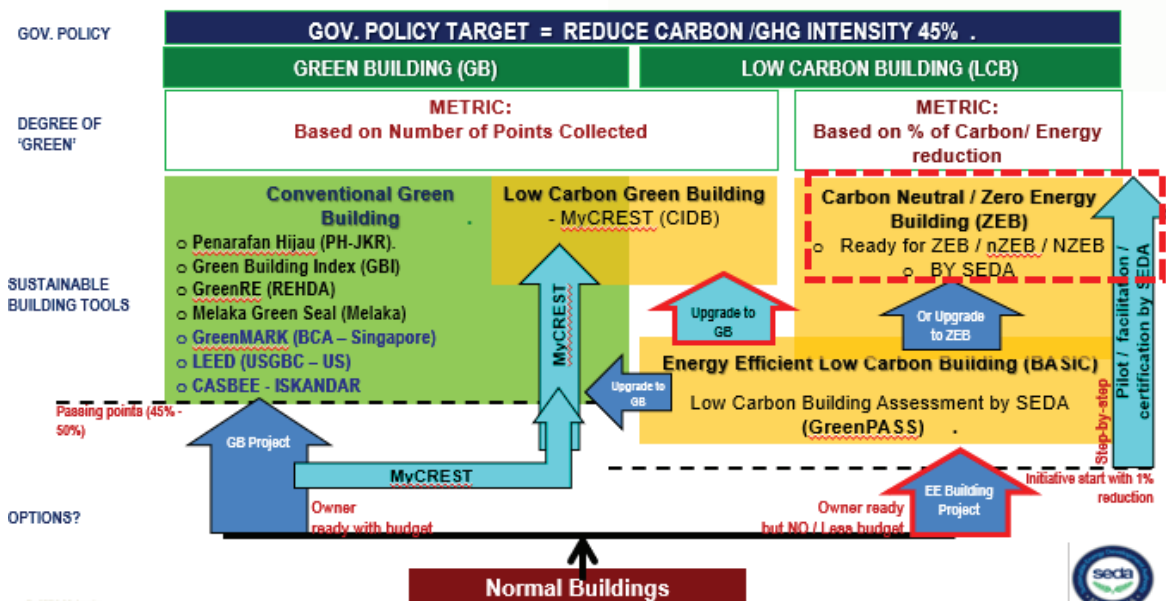 GOV. POLICY
GOV. POLICY TARGET = REDUCE CARBON /GHG INTENSITY 45% .
GREEN BUILDING (GB)
LOW CARBON BUILDING (LCB)
DEGREE OF
'GREEN'
METRIC:
Based on Number of Points Collected
METRIC:
Based on % of Carbon/ Energy
reduction
SUSTAINABLE
BUILDING TOOLS
Conventional Green
Building
o Penarafan Hijau (PH-JKR).
o Green Building Index (GBI)
o GreenRE (REHDA)
o Melaka Green Seal (Melaka)
o GreenMARK (BCA – Singapore)
o LEED (USGBC – US)
o CASBEE - ISKANDAR
Low Carbon Green Building
- MyCREST (CIDB)
Carbon Neutral / Zero Energy
Building (ZEB)
o Ready for ZEB / nZEB / NZEB
o BY SEDA
MyCREST
Upgrade to
GB
Or Upgrade
to ZEB
Upgrade to
GB
Energy Efficient Low Carbon Building (BASIC)
Low Carbon Building Assessment by SEDA
(GreenPASS) .
Step-by-step
Pilot / facilitation /
certification by SEDA
Passing points (45% -
50%)
GB Project
MyCREST
Initiative start with 1%
reduction
OPTIONS?
Owner
ready with budget
Owner ready
but NO / Less budget
EE Building
Project
Normal Buildings
seda